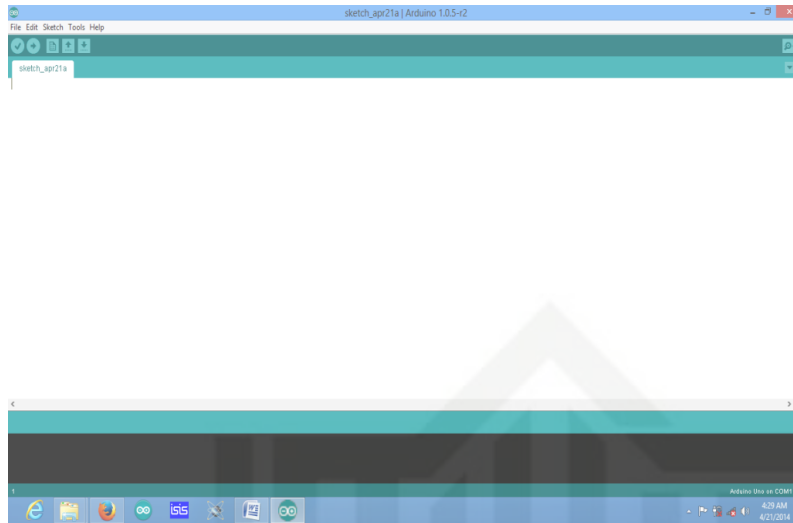 sketch_apr21a | Arduino 1.0.5-r2
File Edit Sketch Tools Help
sketch_apr21a
1
Arduino Uno on COM1
isis
4:29 AM
4/21/2014